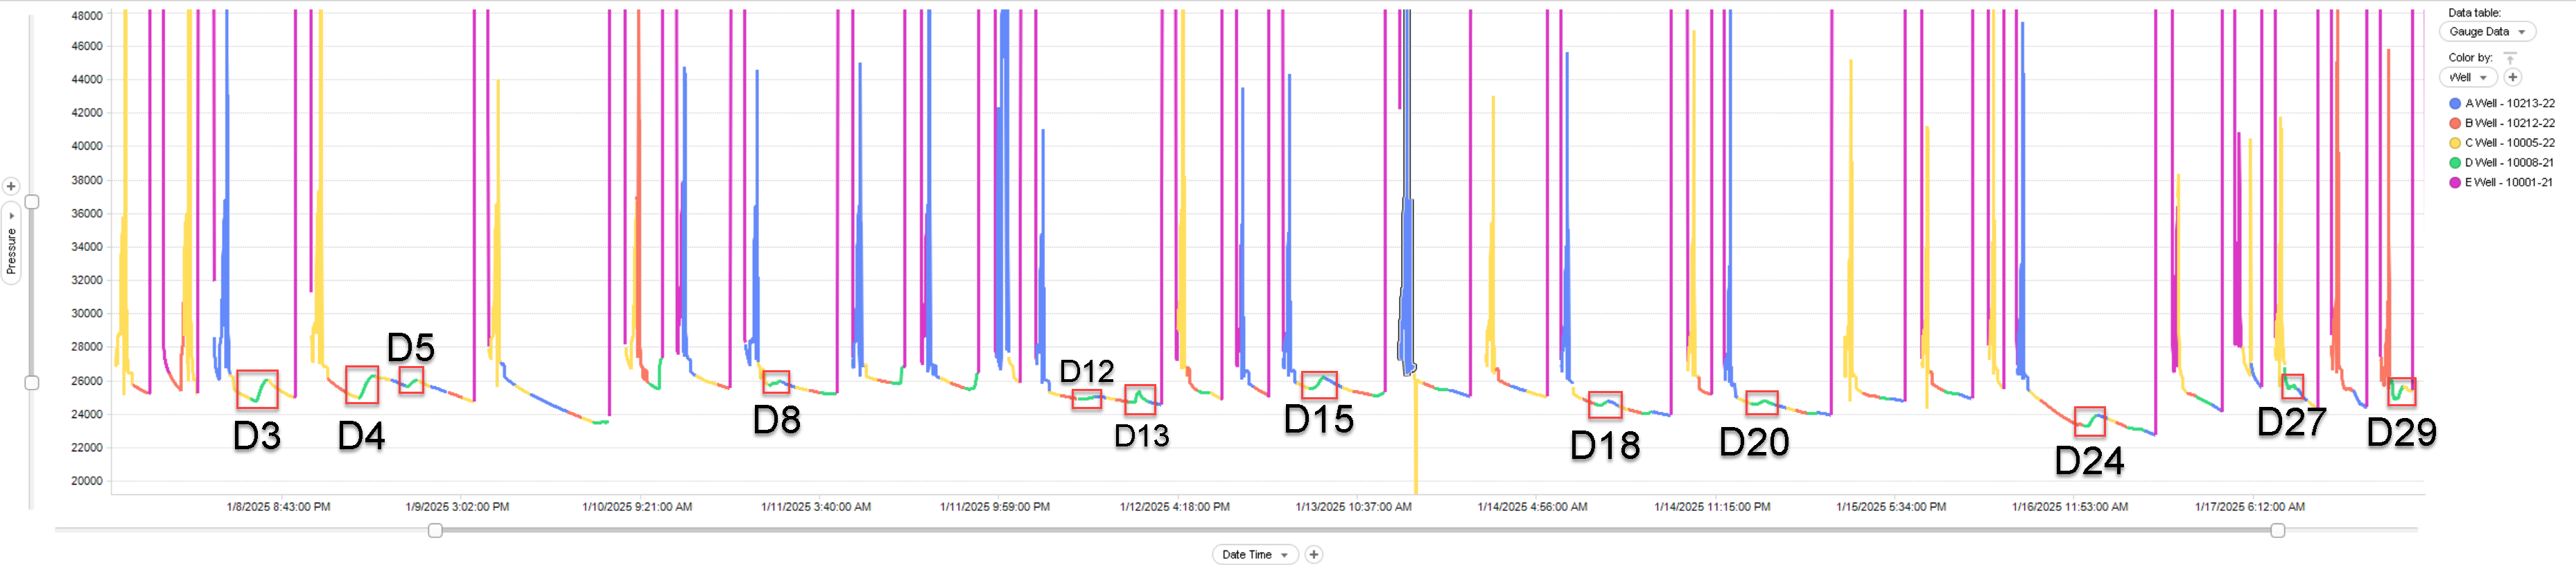 48000
46000
44000
42000
40000
38000
36000
34000
32000
30000
28000
26000
24000
22000
20000
Pressure
D3
D4
D5
D8
D12
D13
D15
D18
D20
D24
D27
D29
1/8/2025 8:43:00 PM
1/9/2025 3:02:00 PM
1/10/2025 9:21:00 AM
1/11/2025 3:40:00 AM
1/11/2025 9:59:00 PM
1/12/2025 4:18:00 PM
1/13/2025 10:37:00 AM
1/14/2025 4:56:00 AM
1/14/2025 11:15:00 PM
1/15/2025 5:34:00 PM
1/16/2025 11:53:00 AM
1/17/2025 6:12:00 AM
Date Time
Data table:
Gauge Data
Color by:
Well
A Well - 10213-22
B Well - 10212-22
C Well - 10005-22
D Well - 10008-21
E Well - 10001-21